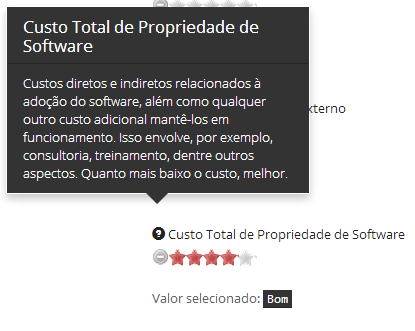 Custo Total de Propriedade de
Software
Custos diretos e indiretos relacionados à
adoção do software, além como qualquer
outro custo adicional mantê-los em
funcionamento. Isso envolve, por exemplo,
consultoria, treinamento, dentre outros
aspectos. Quanto mais baixo o custo, melhor.
xterno
Custo Total de Propriedade de Software
Valor selecionado: Bom